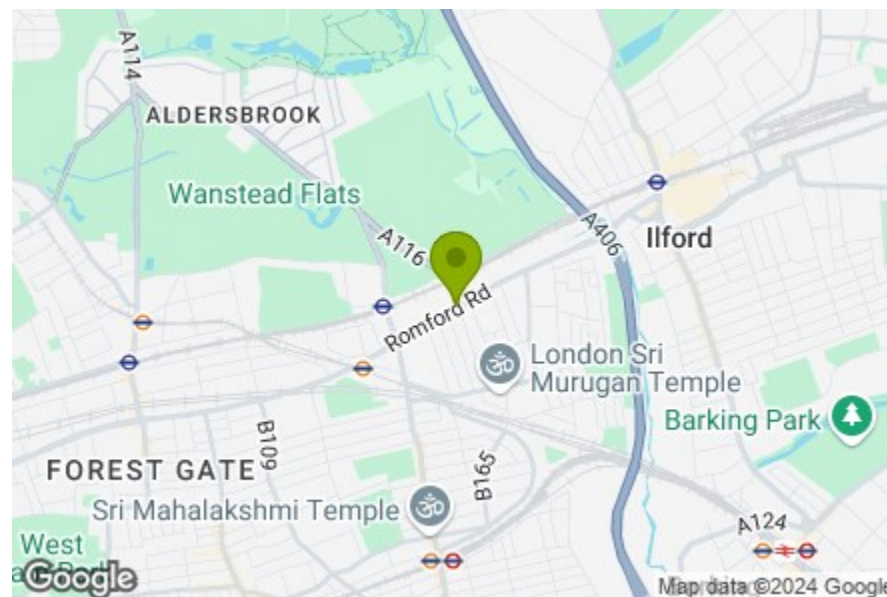 A114
ALDERSBROOK
Wanstead Flats
A116
A406
Ilford
Romford Rd
London Sri
Murugan Temple
Barking Park
B109
FOREST GATE
B165
Sri Mahalakshmi Temple
A124
West
Google
Map data ©2024 Google